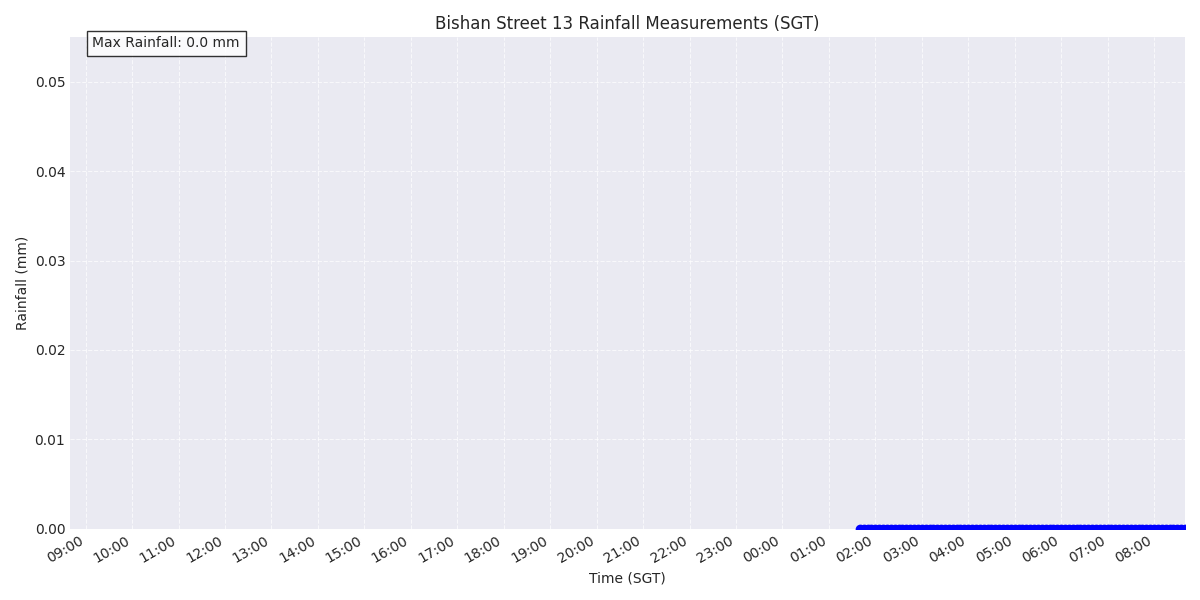 Bishan Street 13 Rainfall Measurements (SGT)
Max Rainfall: 0.0 mm
0.05
0.04
0.03
0.02
0.01
0.00
Rainfall (mm)
09:00 10:00 11:00 12:00 13:00 14:00 15:00 16:00 17:00 18:00 19:00 20:00 21:00 22:00 23:00 00:00 01:00 02:00 03:00 04:00 05:00 06:00 07:00 08:00
Time (SGT)